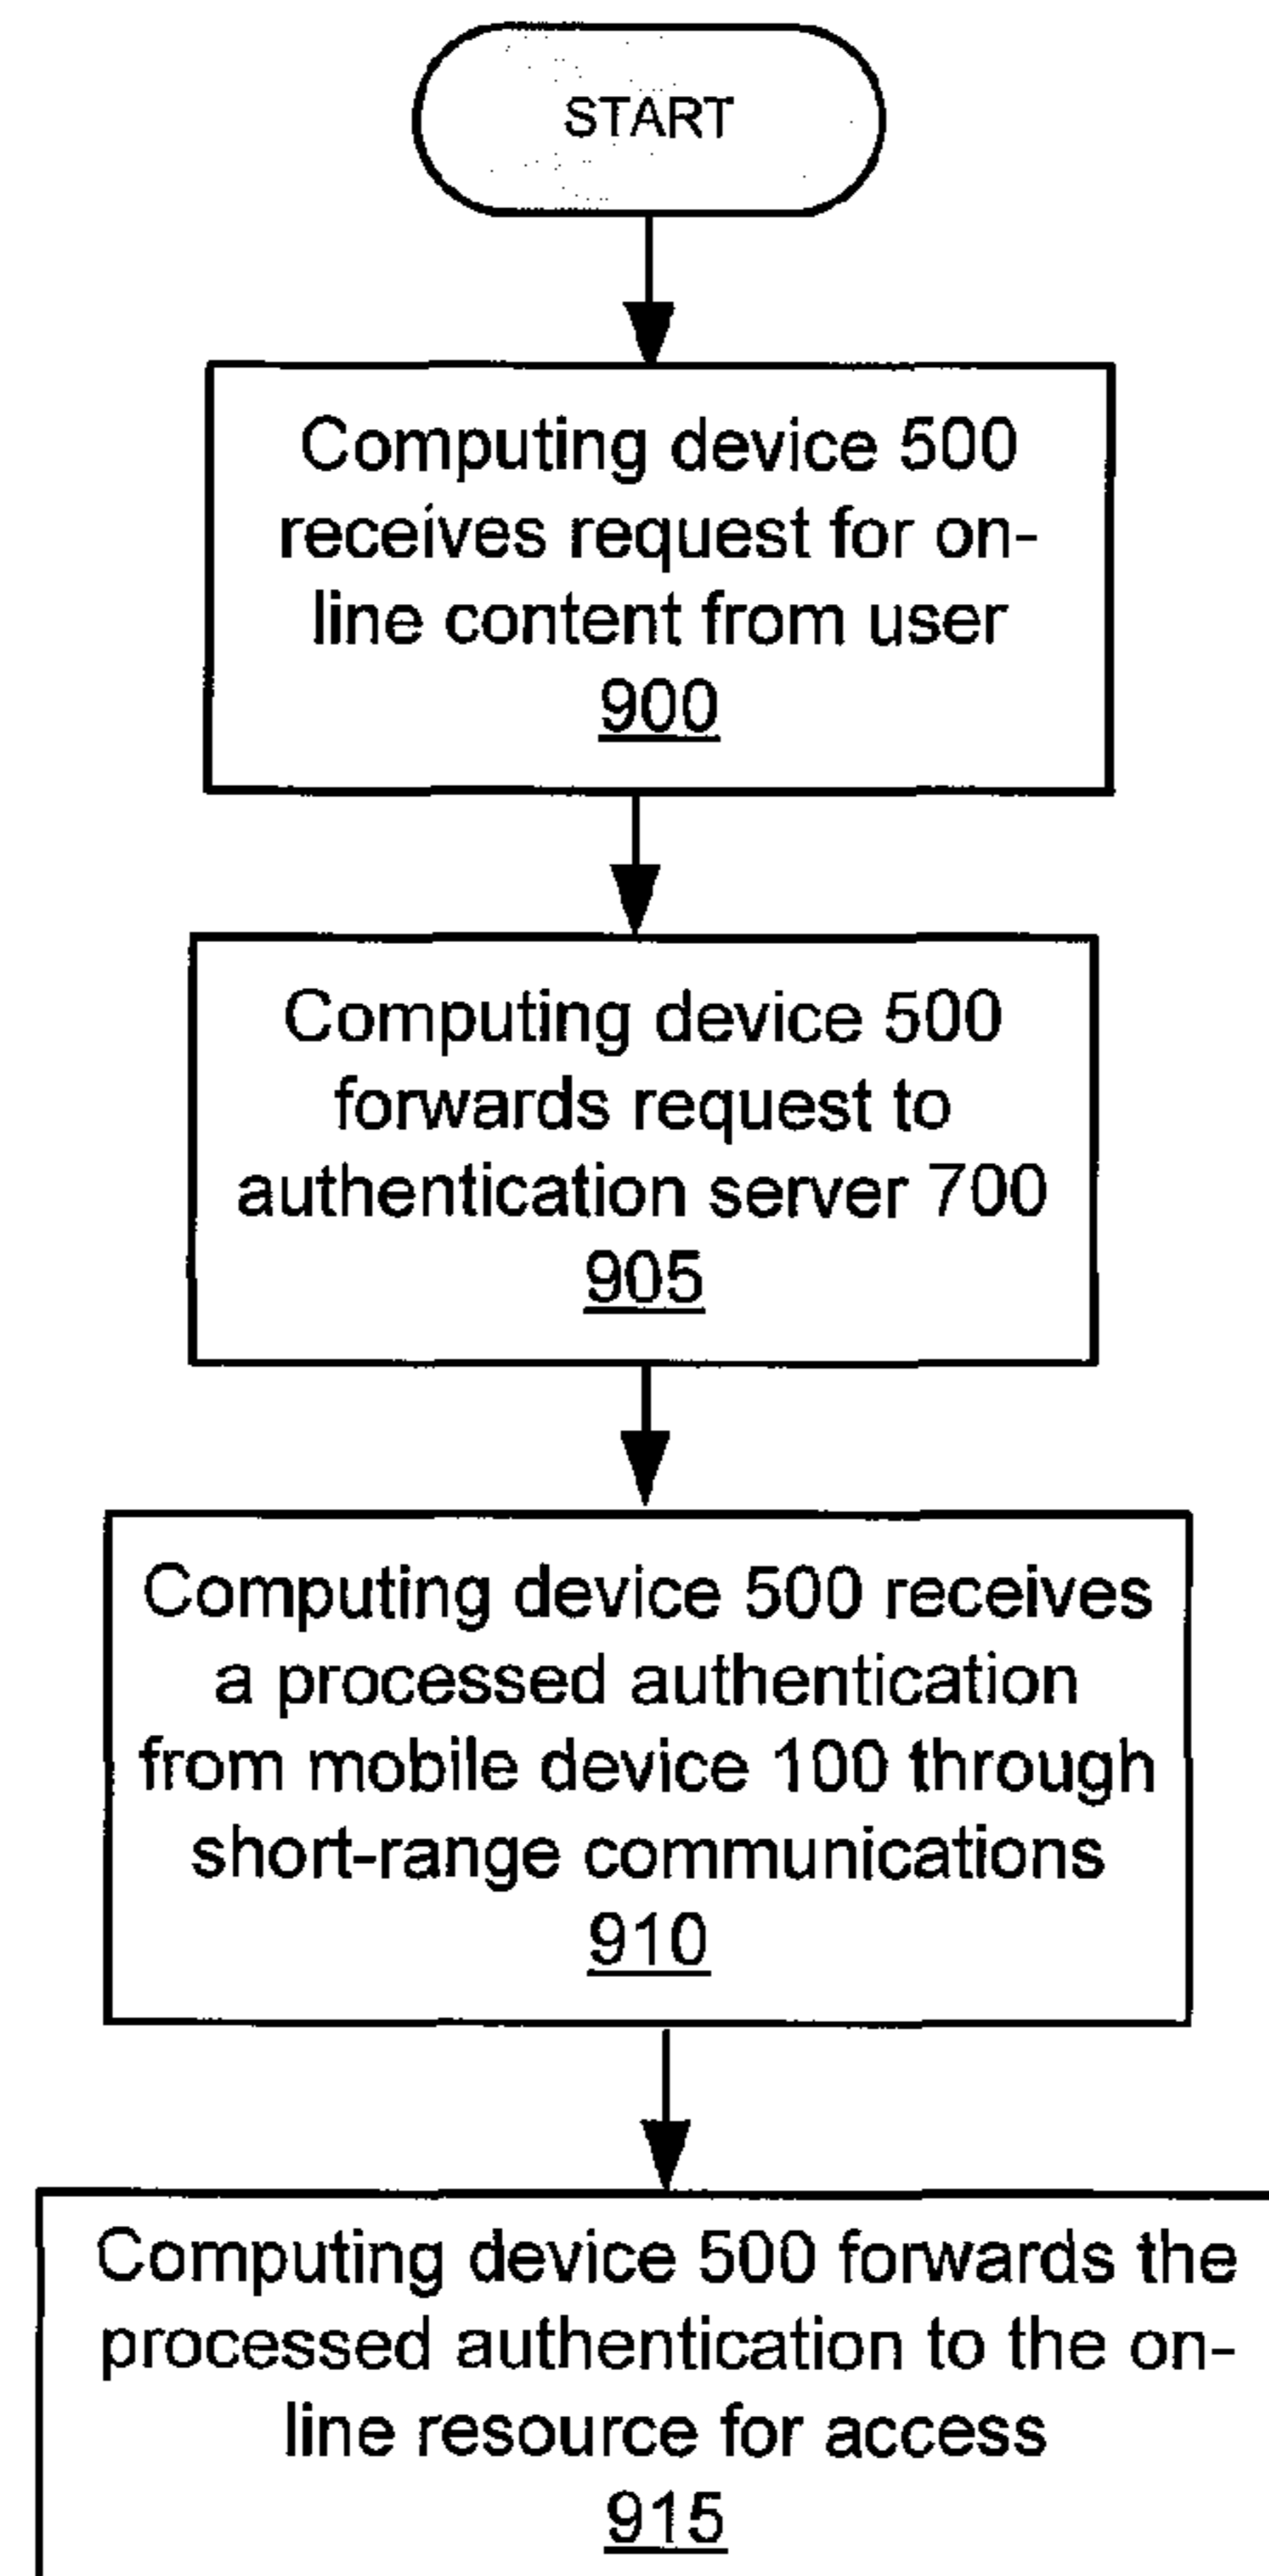 START
Computing device 500
receives request for on-
line content from user
900
Computing device 500
forwards request to
authentication server 700
905
Computing device 500 receives
a processed authentication
from mobile device 100 through
short-range communications
910
Computing device 500 forwards the
processed authentication to the on-
line resource for access
915